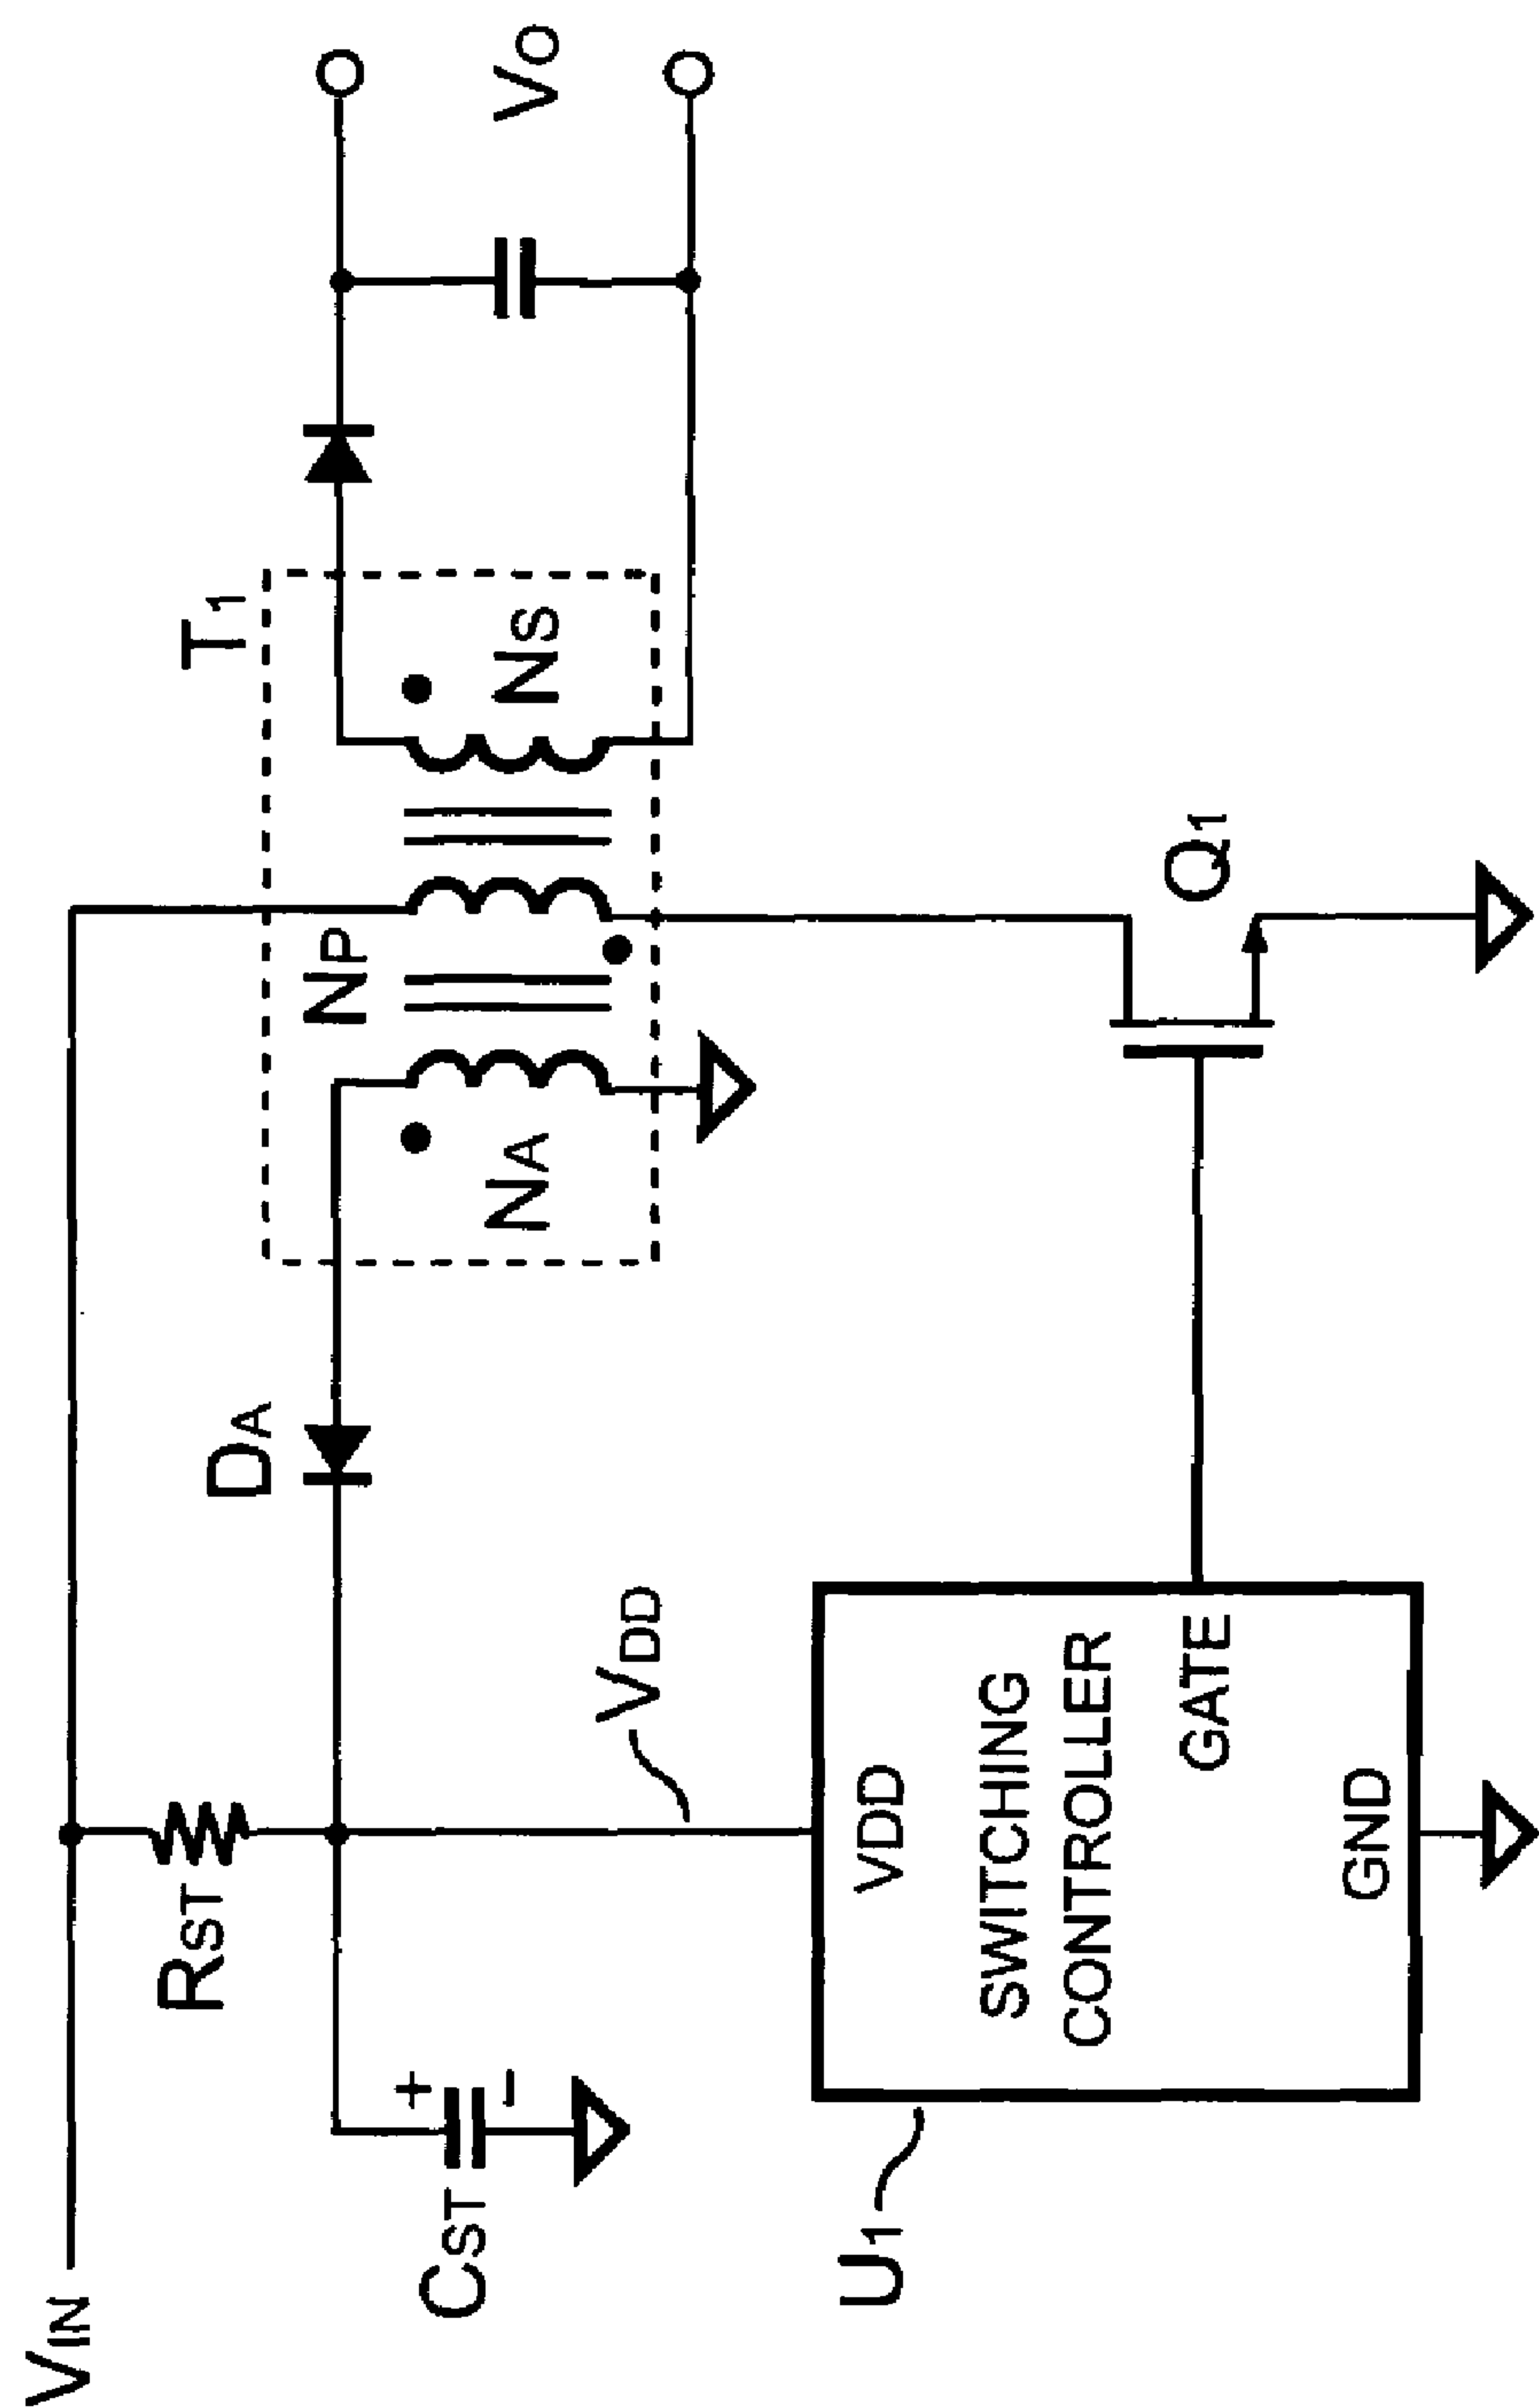 VIN
RST
DA
T1
NP
NA
NS
VO
CST
+
-
VDD
U1
VDD
SWITCHING
CONTROLLER
GATE
GND
Q1